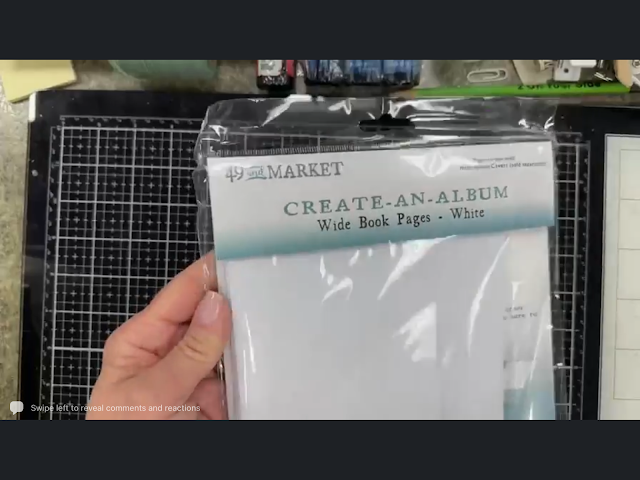 49 and MARKET
CREATE-AN-ALBUM
Wide Book Pages - White
Swipe left to reveal comments and reactions